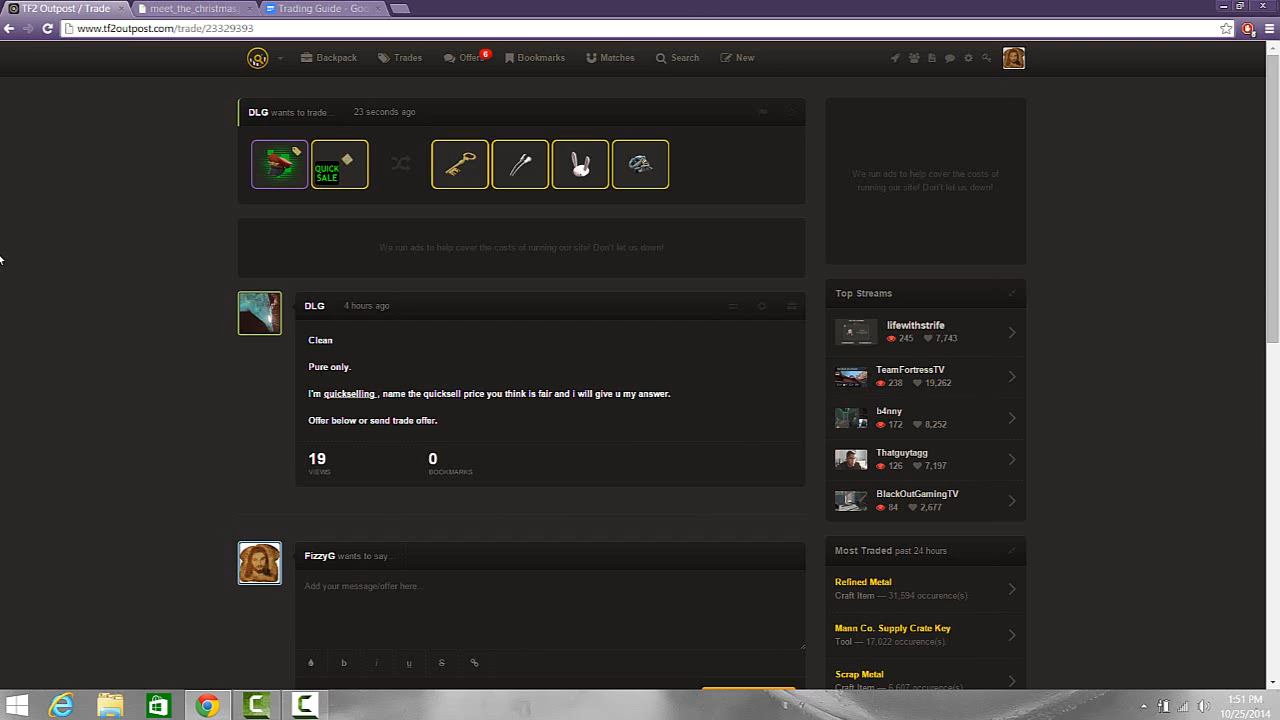 TF2 Outpost / Trade
meet_the_christmas
Trading Guide - Goo
www.tf2outpost.com/trade/23329393
Backpack
Trades
Offers
6
Bookmarks
Matches
Search
New
DLG wants to trade... 23 seconds ago
QUICK
SALE
We run ads to help cover the costs of running our site! Don't let us down!
DLG 4 hours ago
Clean
Pure only.
I'm quickselling , name the quicksell price you think is fair and i will give u my answer.
Offer below or send trade offer.
19
VIEWS
0
BOOKMARKS
FizzyG wants to say...
Add your message/offer here...
b
i
u
S
We run ads to help cover the costs of
running our site! Don't let us down!
Top Streams
lifewithstrife
245 7,743
TeamFortressTV
238 19,262
b4nny
172 8,252
Thatguytagg
126 7,197
BlackOutGamingTV
84 2,677
Most Traded past 24 hours
Refined Metal
Craft Item — 31,594 occurence(s).
Mann Co. Supply Crate Key
Tool — 17,022 occurence(s).
Scrap Metal
Craft Item — 6,607 occurence(s).
1:51 PM
10/25/2014